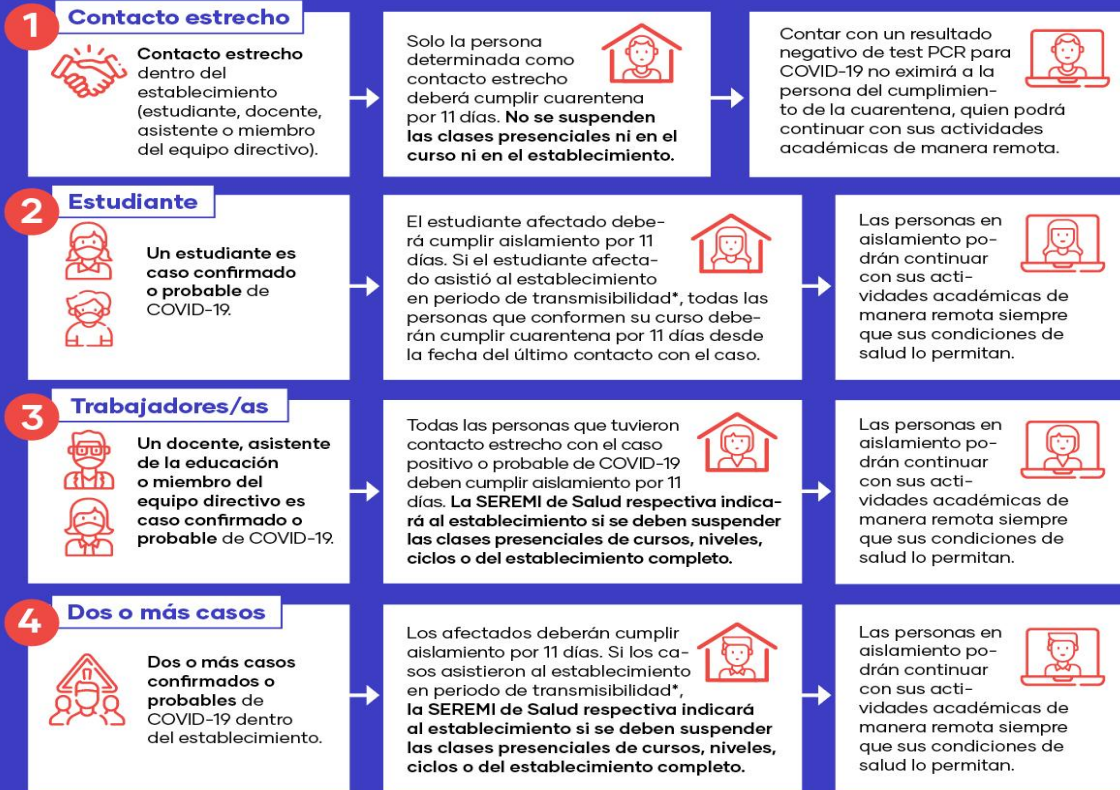 1
Contacto estrecho
Contacto estrecho
dentro del
establecimiento
(estudiante, docente,
asistente o miembro
del equipo directivo).
Solo la persona
determinada como
contacto estrecho
deberá cumplir cuarentena
por 11 días. No se suspenden
las clases presenciales ni en el
curso ni en el establecimiento.
Contar con un resultado
negativo de test PCR para
COVID-19 no eximirá a la
persona del cumplimien-
to de la cuarentena, quien podrá
continuar con sus actividades
académicas de manera remota.
2
Estudiante
Un estudiante es
caso confirmado
o probable de
COVID-19.
El estudiante afectado debe-
rá cumplir aislamiento por 11
días. Si el estudiante afecta-
do asistió al establecimiento
en periodo de transmisibilidad*, todas las
personas que conformen su curso debe-
rán cumplir cuarentena por 11 días desde
la fecha del último contacto con el caso.
Las personas en
aislamiento po-
drán continuar
con sus acti-
vidades académicas de
manera remota siempre
que sus condiciones de
salud lo permitan.
3
Trabajadores/as
Un docente, asistente
de la educación
o miembro del
equipo directivo es
caso confirmado o
probable de COVID-19.
Todas las personas que tuvieron
contacto estrecho con el caso
positivo o probable de COVID-19
deben cumplir aislamiento por 11
días. La SEREMI de Salud respectiva indica-
rá al establecimiento si se deben suspender
las clases presenciales de cursos, niveles,
ciclos o del establecimiento completo.
Las personas en
aislamiento po-
drán continuar
con sus acti-
vidades académicas de
manera remota siempre
que sus condiciones de
salud lo permitan.
4
Dos o más casos
Dos o más casos
confirmados o
probables de
COVID-19 dentro
del establecimiento.
Los afectados deberán cumplir
aislamiento por 11 días. Si los ca-
sos asistieron al establecimiento
en periodo de transmisibilidad*,
la SEREMI de Salud respectiva indicará
al establecimiento si se deben suspender
las clases presenciales de cursos, niveles,
ciclos o del establecimiento completo.
Las personas en
aislamiento po-
drán continuar
con sus acti-
vidades académicas de
manera remota siempre
que sus condiciones de
salud lo permitan.